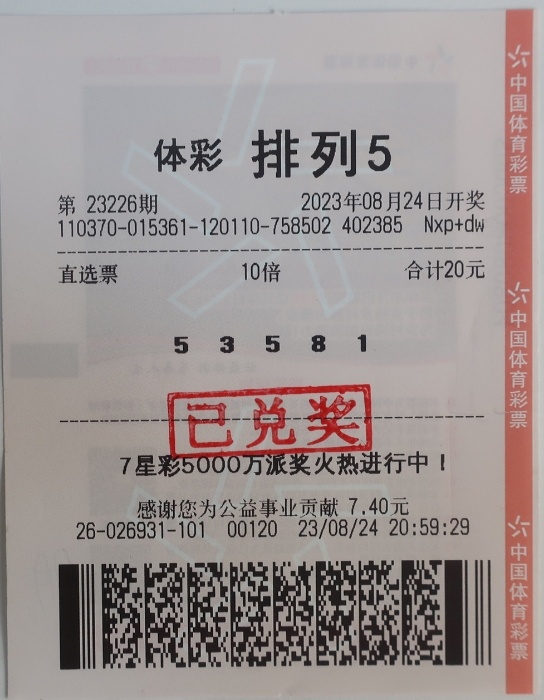 体彩 排列5
第 23226期 2023年08月24日开奖
110370-015361-120110-758502 402385 Nxp+dw
直选票 10倍 合计20元
5 3 5 8 1
已兑奖
7星彩5000万派奖火热进行中！
感谢您为公益事业贡献 7.40元
26-026931-101 00120 23/08/24 20:59:29
中国体育彩票
中国体育彩票
中国体育彩票